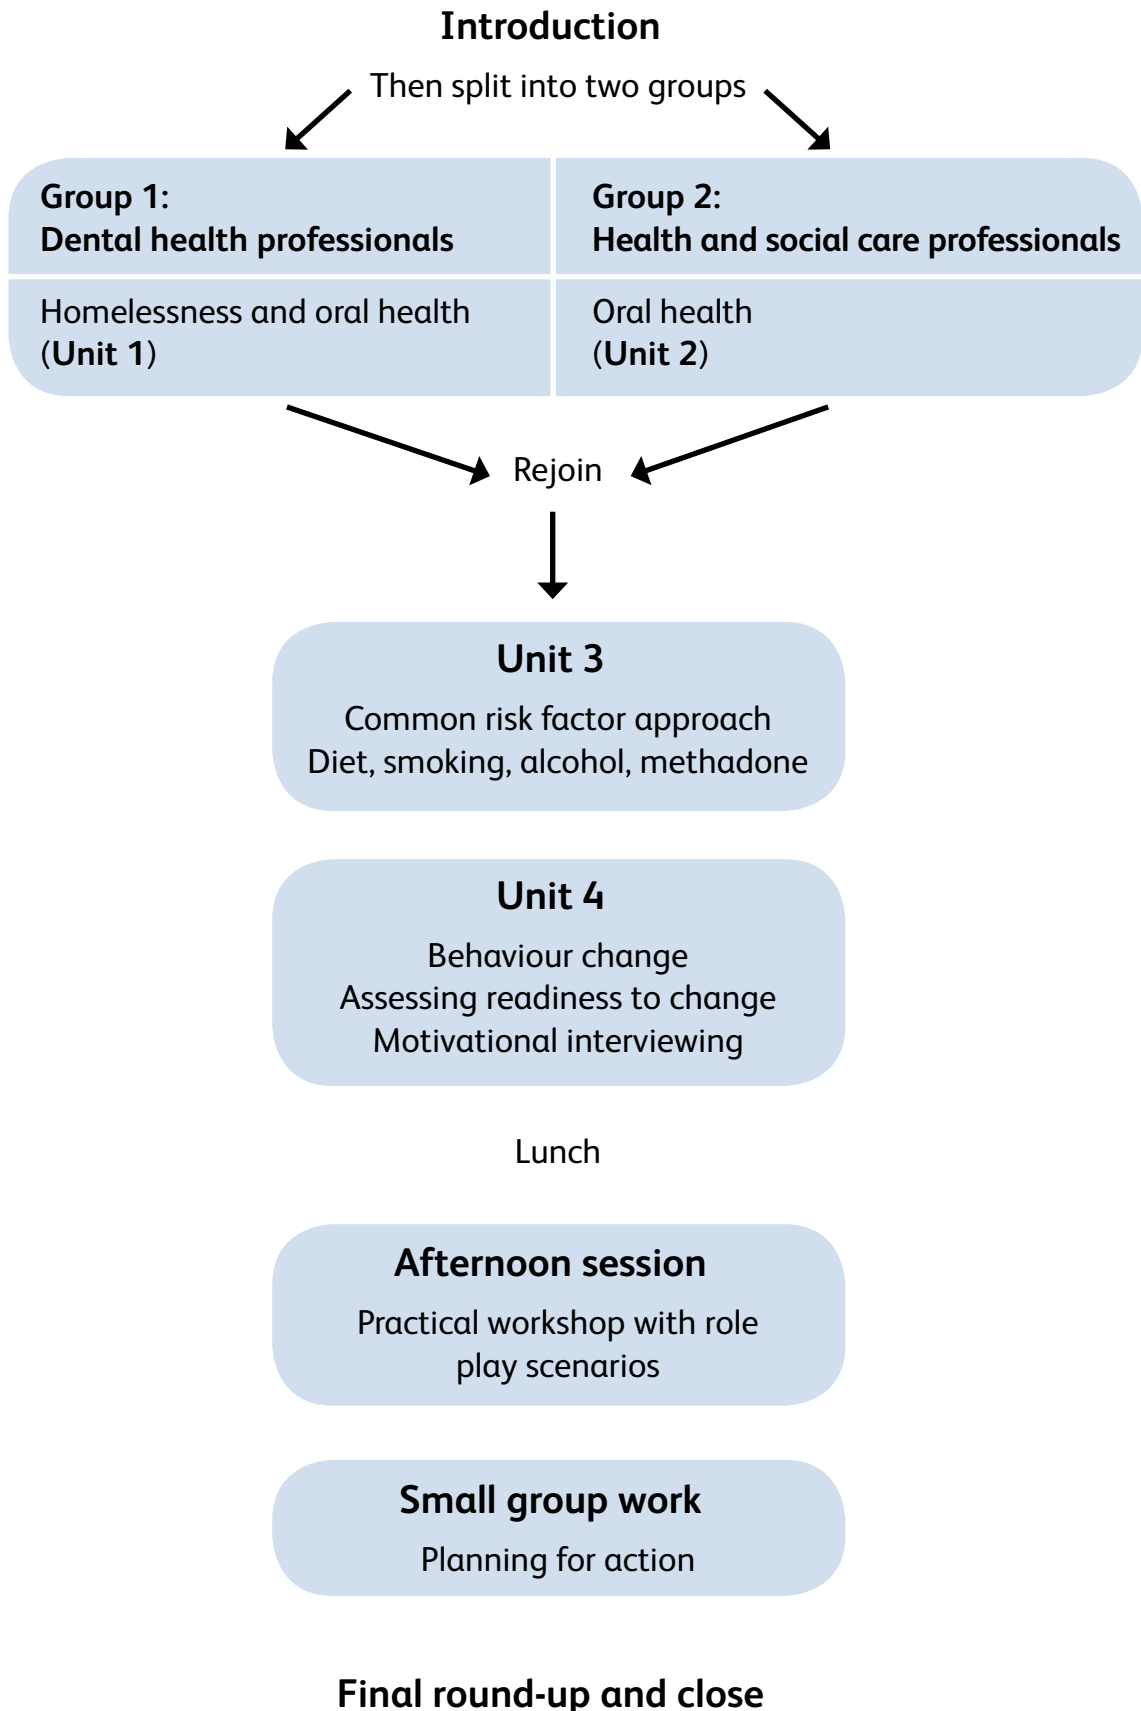 Introduction
Then split into two groups
Group 1:
Dental health professionals
Group 2:
Health and social care professionals
Homelessness and oral health
(Unit 1)
Oral health
(Unit 2)
Rejoin
Unit 3
Common risk factor approach
Diet, smoking, alcohol, methadone
Unit 4
Behaviour change
Assessing readiness to change
Motivational interviewing
Lunch
Afternoon session
Practical workshop with role
play scenarios
Small group work
Planning for action
Final round-up and close